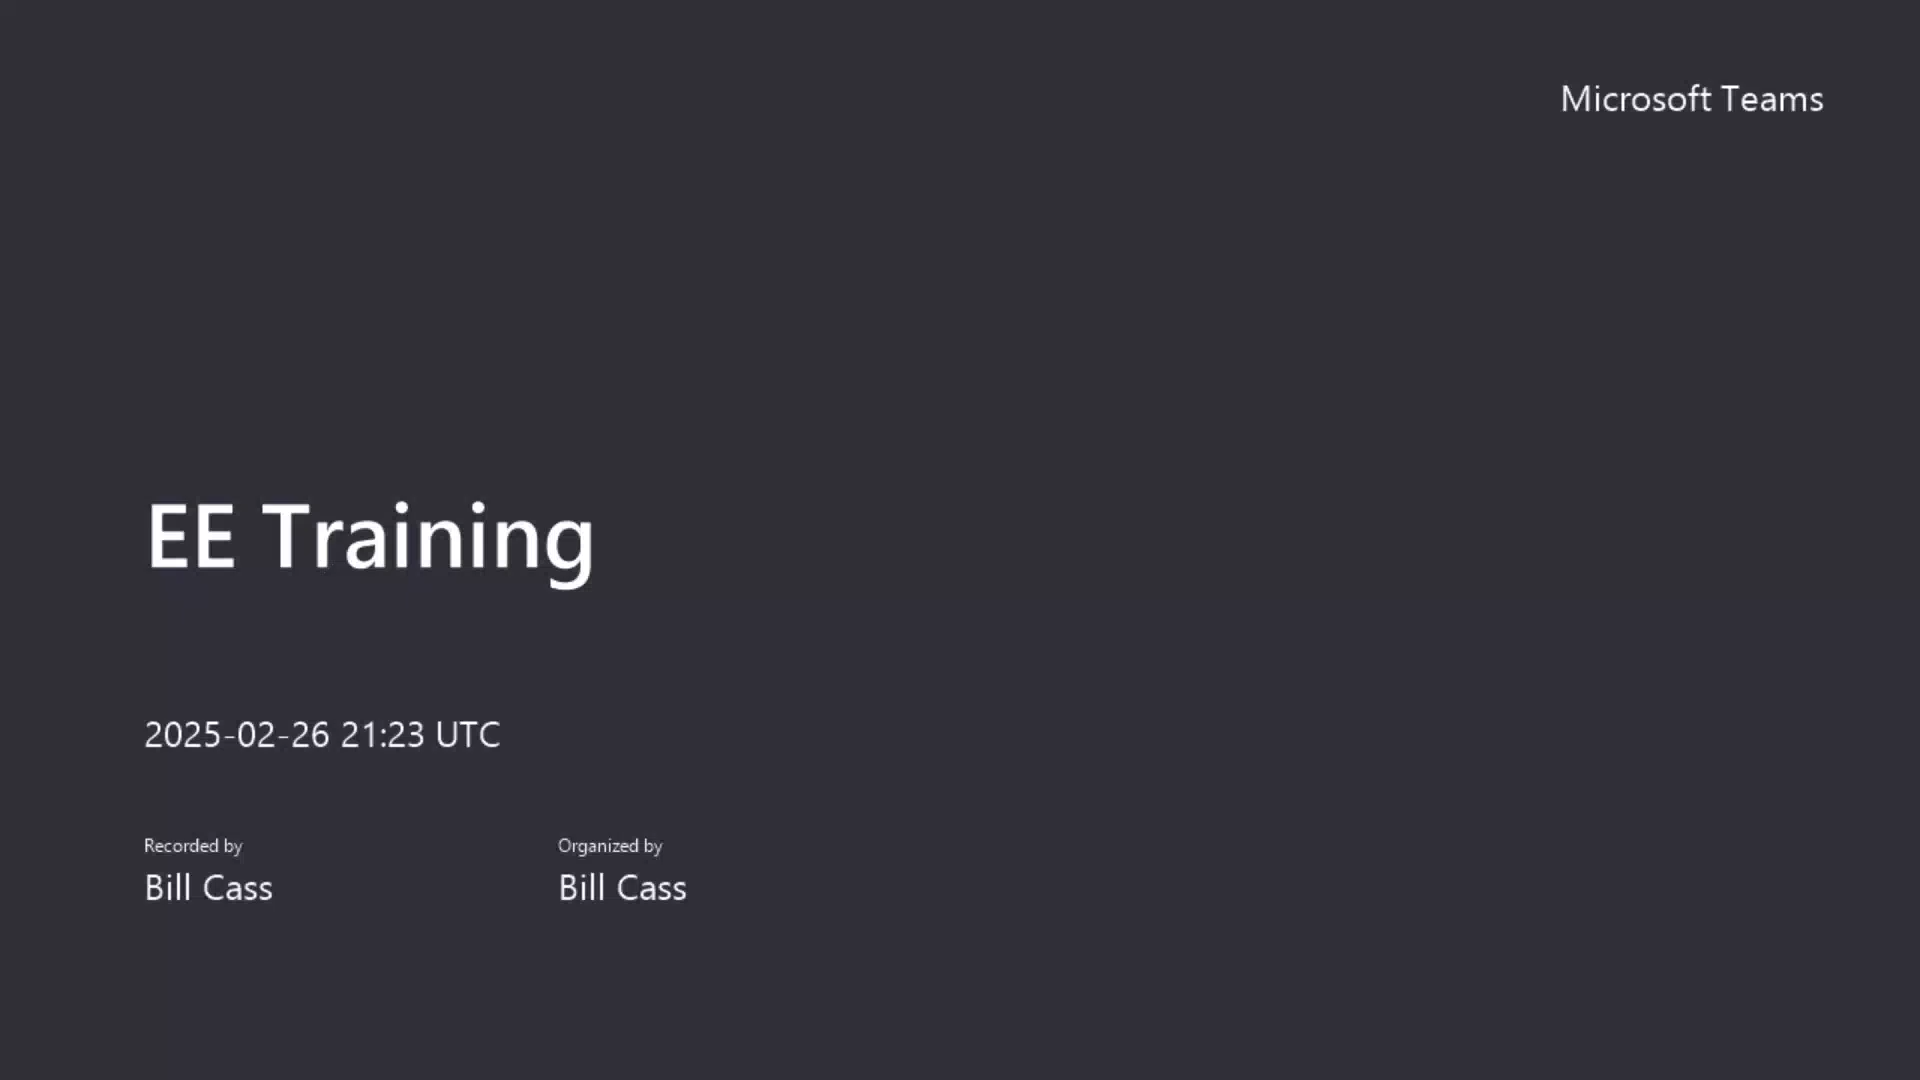 Microsoft Teams
EE Training
2025-02-26 21:23 UTC
Recorded by
Bill Cass
Organized by
Bill Cass